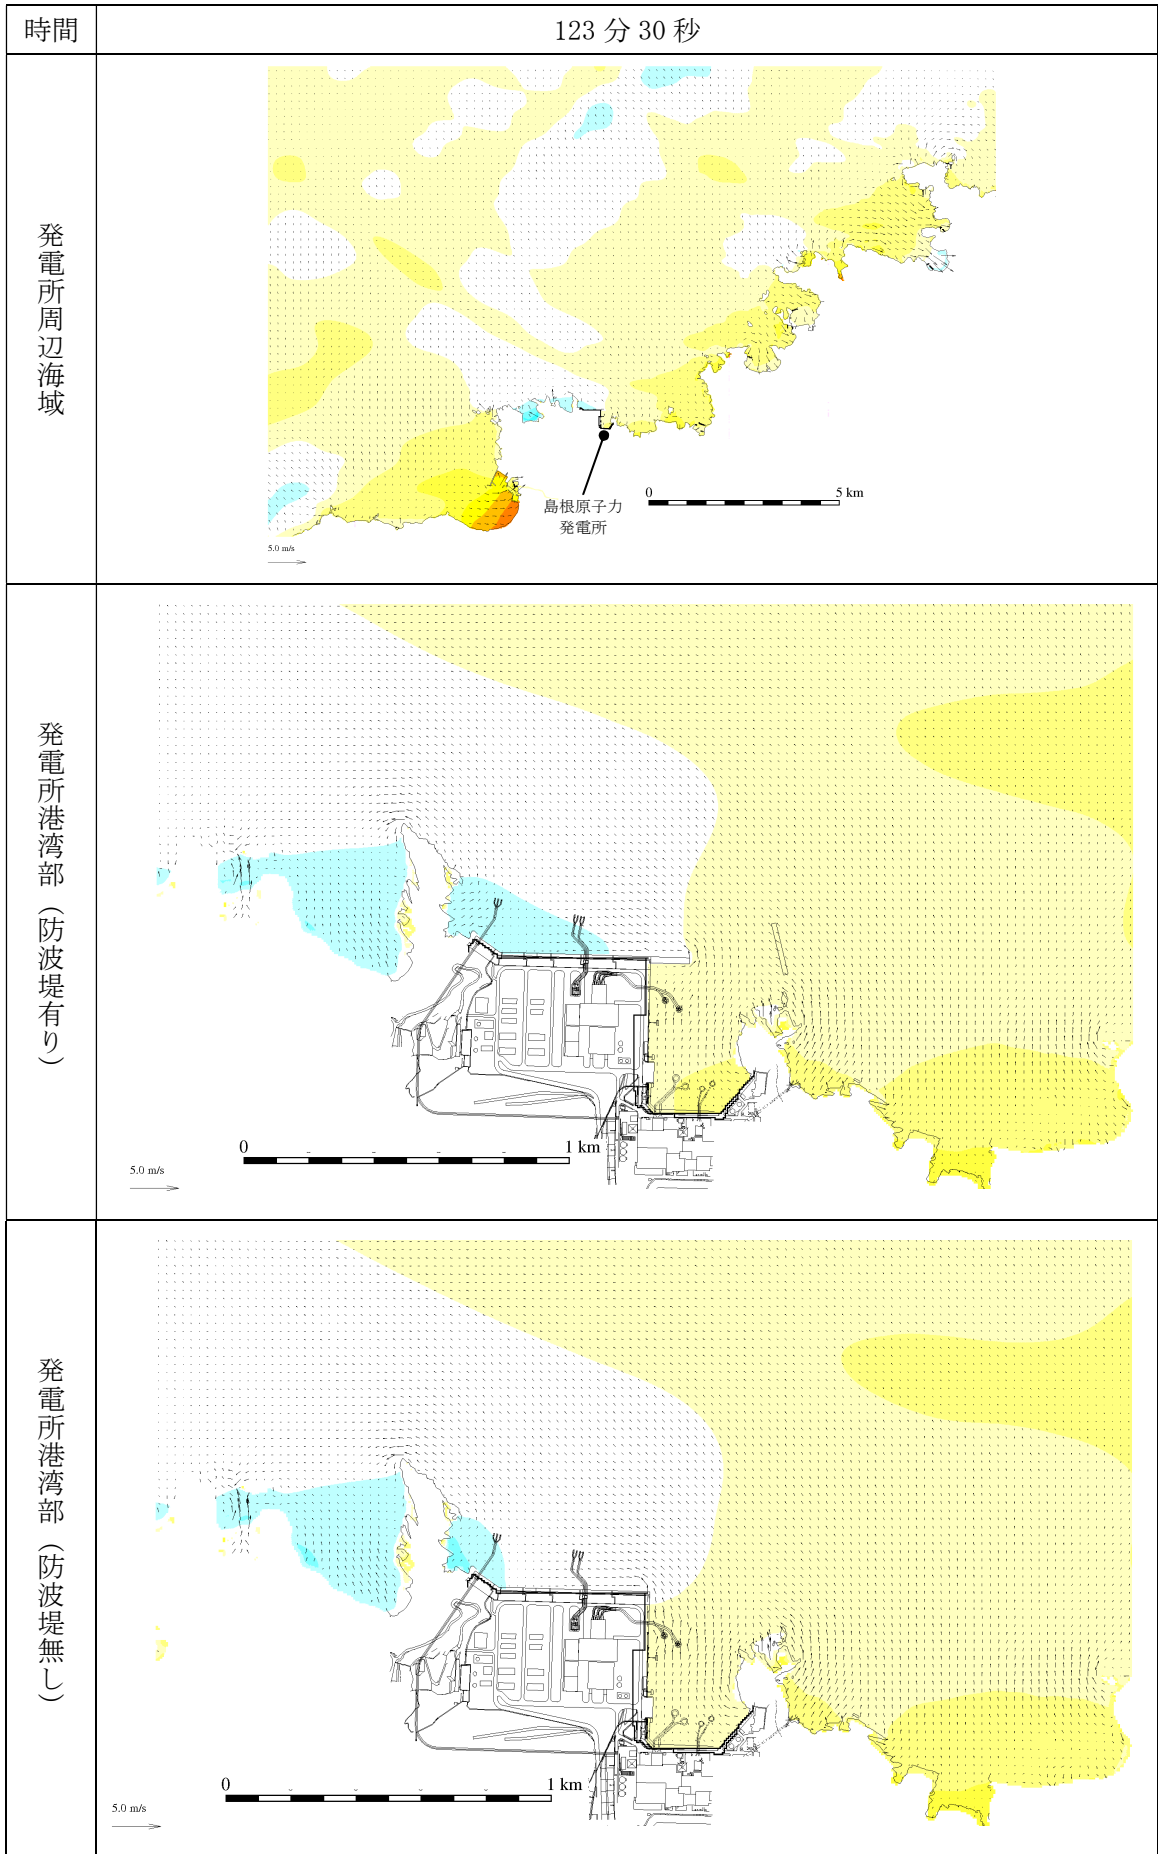 時間
123 分 30 秒
発電所周辺海域
島根原子力
発電所
0
5 km
5.0 m/s
発電所港湾部（防波堤有り）
0
1 km
5.0 m/s
発電所港湾部（防波堤無し）
0
1 km
5.0 m/s